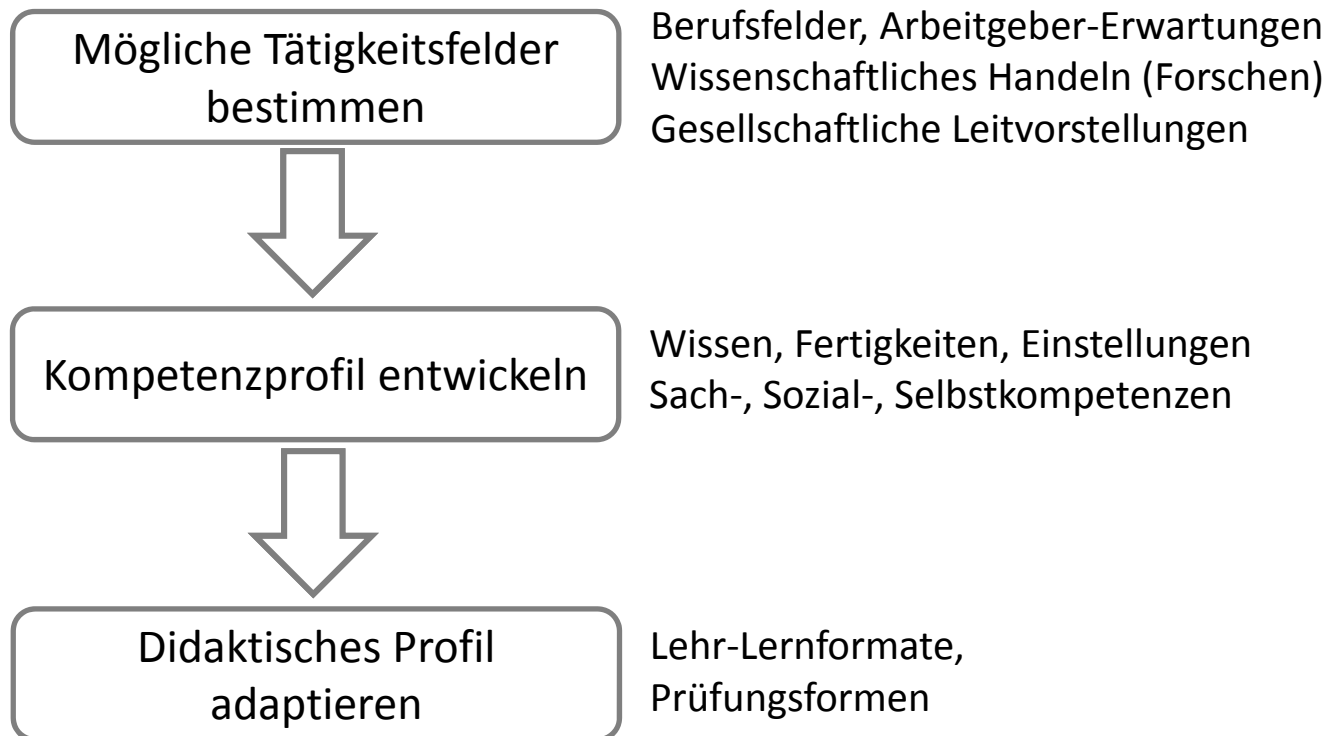 Mögliche Tätigkeitsfelder
bestimmen
Berufsfelder, Arbeitgeber-Erwartungen
Wissenschaftliches Handeln (Forschen)
Gesellschaftliche Leitvorstellungen
Kompetenzprofil entwickeln
Wissen, Fertigkeiten, Einstellungen
Sach-, Sozial-, Selbstkompetenzen
Didaktisches Profil
adaptieren
Lehr-Lernformate,
Prüfungsformen